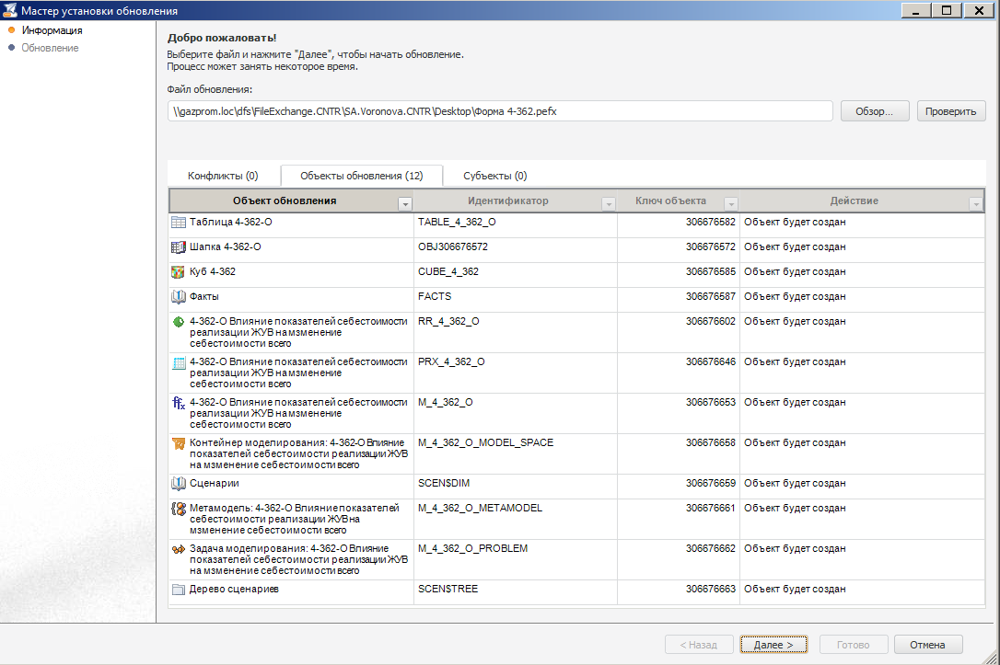 Мастер установки обновления
Информация
Обновление
Добро пожаловать!
Выберите файл и нажмите "Далее", чтобы начать обновление.
Процесс может занять некоторое время.
Файл обновления:
\\gazprom.loc\dfs\FileExchange.CNTR\SA.Voronova.CNTR\Desktop\Форма 4-362.pefx
Обзор...
Проверить
Конфликты (0)
Объекты обновления (12)
Субъекты (0)
Объект обновления Идентификатор Ключ объекта Действие
Таблица 4-362-О TABLE_4_362_O 306676582 Объект будет создан
Шапка 4-362-О OBJ306676572 306676572 Объект будет создан
Куб 4-362 CUBE_4_362 306676585 Объект будет создан
Факты FACTS 306676587 Объект будет создан
4-362-О Влияние показателей себестоимости RR_4_362_O 306676602 Объект будет создан
реализации ЖУВ на мзменение
себестоимости всего
4-362-О Влияние показателей себестоимости PRX_4_362_O 306676646 Объект будет создан
реализации ЖУВ на мзменение
себестоимости всего
4-362-О Влияние показателей себестоимости M_4_362_O 306676653 Объект будет создан
реализации ЖУВ на мзменение
себестоимости всего
Контейнер моделирования: 4-362-О Влияние M_4_362_O_MODEL_SPACE 306676658 Объект будет создан
показателей себестоимости реализации ЖУВ
на мзменение себестоимости всего
Сценарии SCEN$DIM 306676659 Объект будет создан
Метамодель: 4-362-О Влияние показателей M_4_362_O_METAMODEL 306676661 Объект будет создан
себестоимости реализации ЖУВ на
мзменение себестоимости всего
Задача моделирования: 4-362-О Влияние M_4_362_O_PROBLEM 306676662 Объект будет создан
показателей себестоимости реализации ЖУВ
на мзменение себестоимости всего
Дерево сценариев SCEN$TREE 306676663 Объект будет создан
< Назад
Далее >
Готово
Отмена